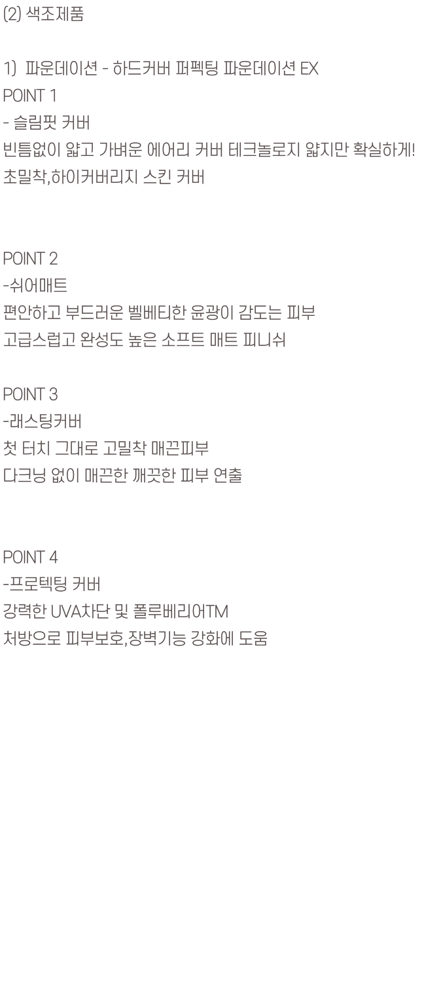 (2) 색조제품
1) 파운데이션 - 하드커버 퍼펙팅 파운데이션 EX
POINT 1
- 슬림핏 커버
빈틈없이 얇고 가벼운 에어리 커버 테크놀로지 얇지만 확실하게!
초밀착,하이커버리지 스킨 커버
POINT 2
-쉬어매트
편안하고 부드러운 벨베티한 윤광이 감도는 피부
고급스럽고 완성도 높은 소프트 매트 피니쉬
POINT 3
-래스팅커버
첫 터치 그대로 고밀착 매끈피부
다크닝 없이 매끈한 깨끗한 피부 연출
POINT 4
-프로텍팅 커버
강력한 UVA차단 및 폴루베리어TM
처방으로 피부보호,장벽기능 강화에 도움